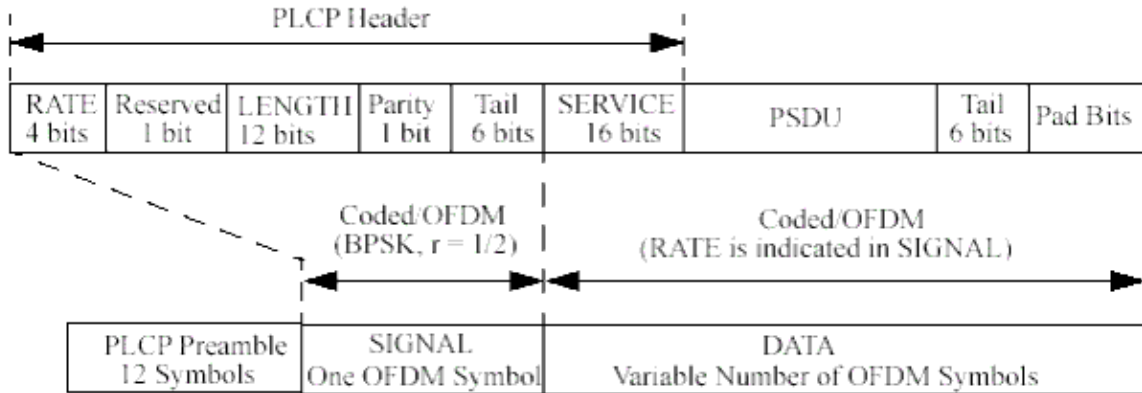 PLCP Header
RATE
4 bits
Reserved
1 bit
LENGTH
12 bits
Parity
1 bit
Tail
6 bits
SERVICE
16 bits
PSDU
Tail
6 bits
Pad Bits
Coded/OFDM
(BPSK, r = 1/2)
Coded/OFDM
(RATE is indicated in SIGNAL)
PLCP Preamble
12 Symbols
SIGNAL
One OFDM Symbol
DATA
Variable Number of OFDM Symbols